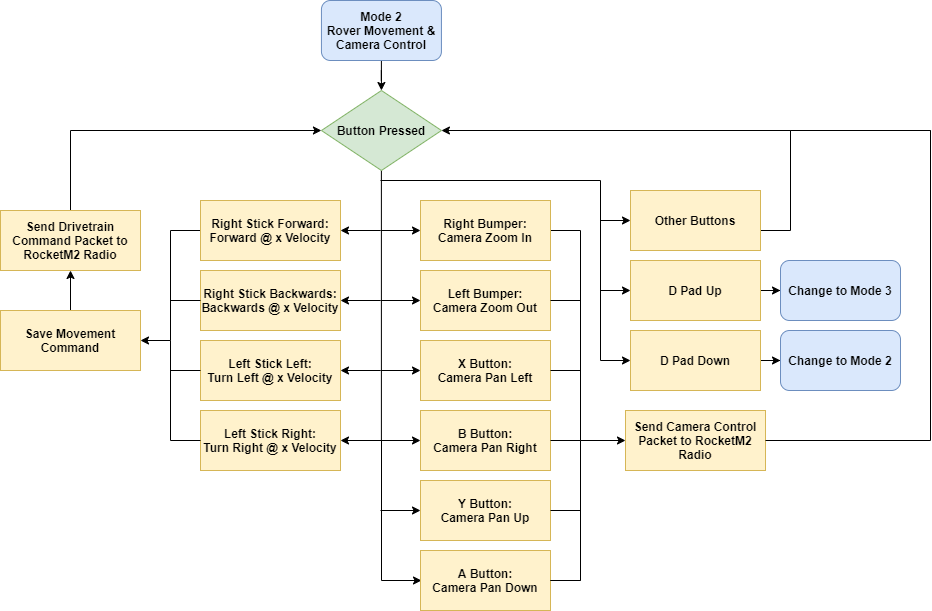 Mode 2
Rover Movement &
Camera Control
Button Pressed
Send Drivetrain
Command Packet to
RocketM2 Radio
Save Movement
Command
Right Stick Forward:
Forward @ x Velocity
Right Stick Backwards:
Backwards @ x Velocity
Left Stick Left:
Turn Left @ x Velocity
Left Stick Right:
Turn Right @ x Velocity
Right Bumper:
Camera Zoom In
Left Bumper:
Camera Zoom Out
X Button:
Camera Pan Left
B Button:
Camera Pan Right
Y Button:
Camera Pan Up
A Button:
Camera Pan Down
Other Buttons
D Pad Up
Change to Mode 3
D Pad Down
Change to Mode 2
Send Camera Control
Packet to RocketM2
Radio